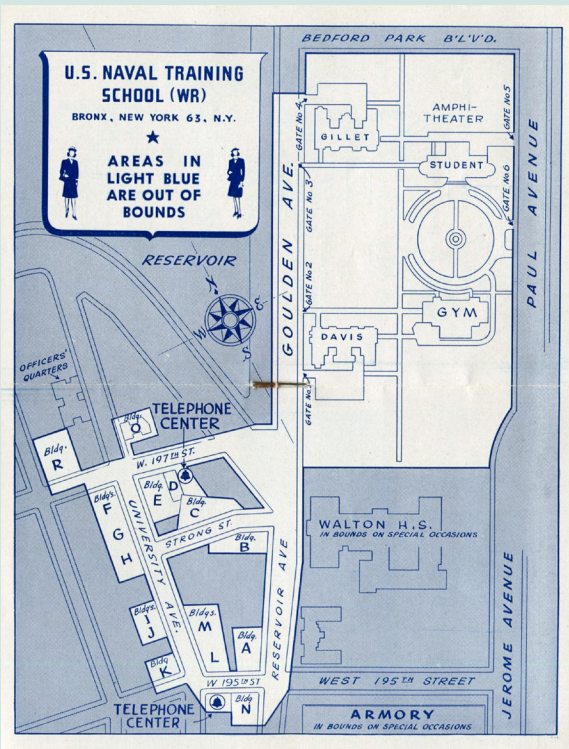 BEDFORD PARK B'L'V'D.
U.S. NAVAL TRAINING
SCHOOL (WR)
BRONX, NEW YORK 63, N.Y.
AREAS IN
LIGHT BLUE
ARE OUT OF
BOUNDS
GATE No. 4
GILLET
AMPHI-
THEATER
GATE No 5
STUDENT
GATE No 6
PAUL AVENUE
GOULDEN AVE.
GATE No 3
RESERVOIR
N
E
W
S
GATE No 2
GYM
DAVIS
GATE No.
OFFICERS'
QUARTERS
TELEPHONE
CENTER
Bldg.
O
Bldg.
R
W. 197TH ST.
Bldg.
E
D
C
Bldg's.
F
G
H
UNIVERSITY AVE.
STRONG ST.
Bldg.
B
WALTON H.S.
IN BOUNDS ON SPECIAL OCCASIONS
RESERVOIR AVE
JEROME AVENUE
Bldg's.
I
J
Bldgs.
M
L
Bldg.
A
Bldg
K
W 195TH ST
WEST 195TH STREET
TELEPHONE
CENTER
Bldg
N
ARMORY
IN BOUNDS ON SPECIAL OCCASIONS